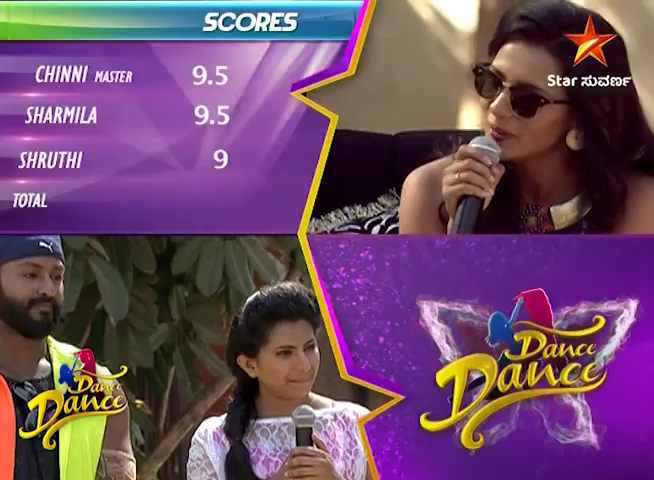 SCORES
CHINNI MASTER 9.5
SHARMILA 9.5
SHRUTHI 9
TOTAL
Star ಸುವರ್ಣ
Dance
Dance
Dance
Dance